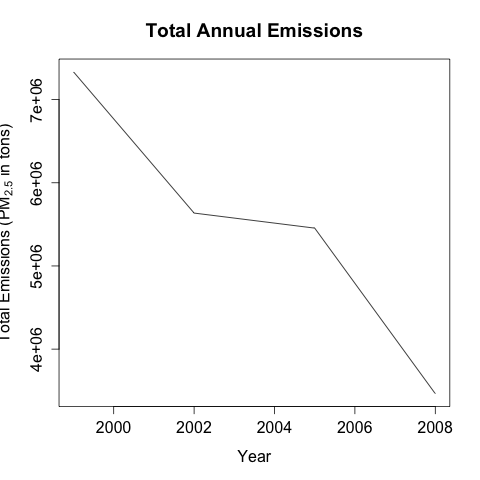 Total Annual Emissions
Total Emissions (PM2.5 in tons)
7e+06
6e+06
5e+06
4e+06
2000 2002 2004 2006 2008
Year